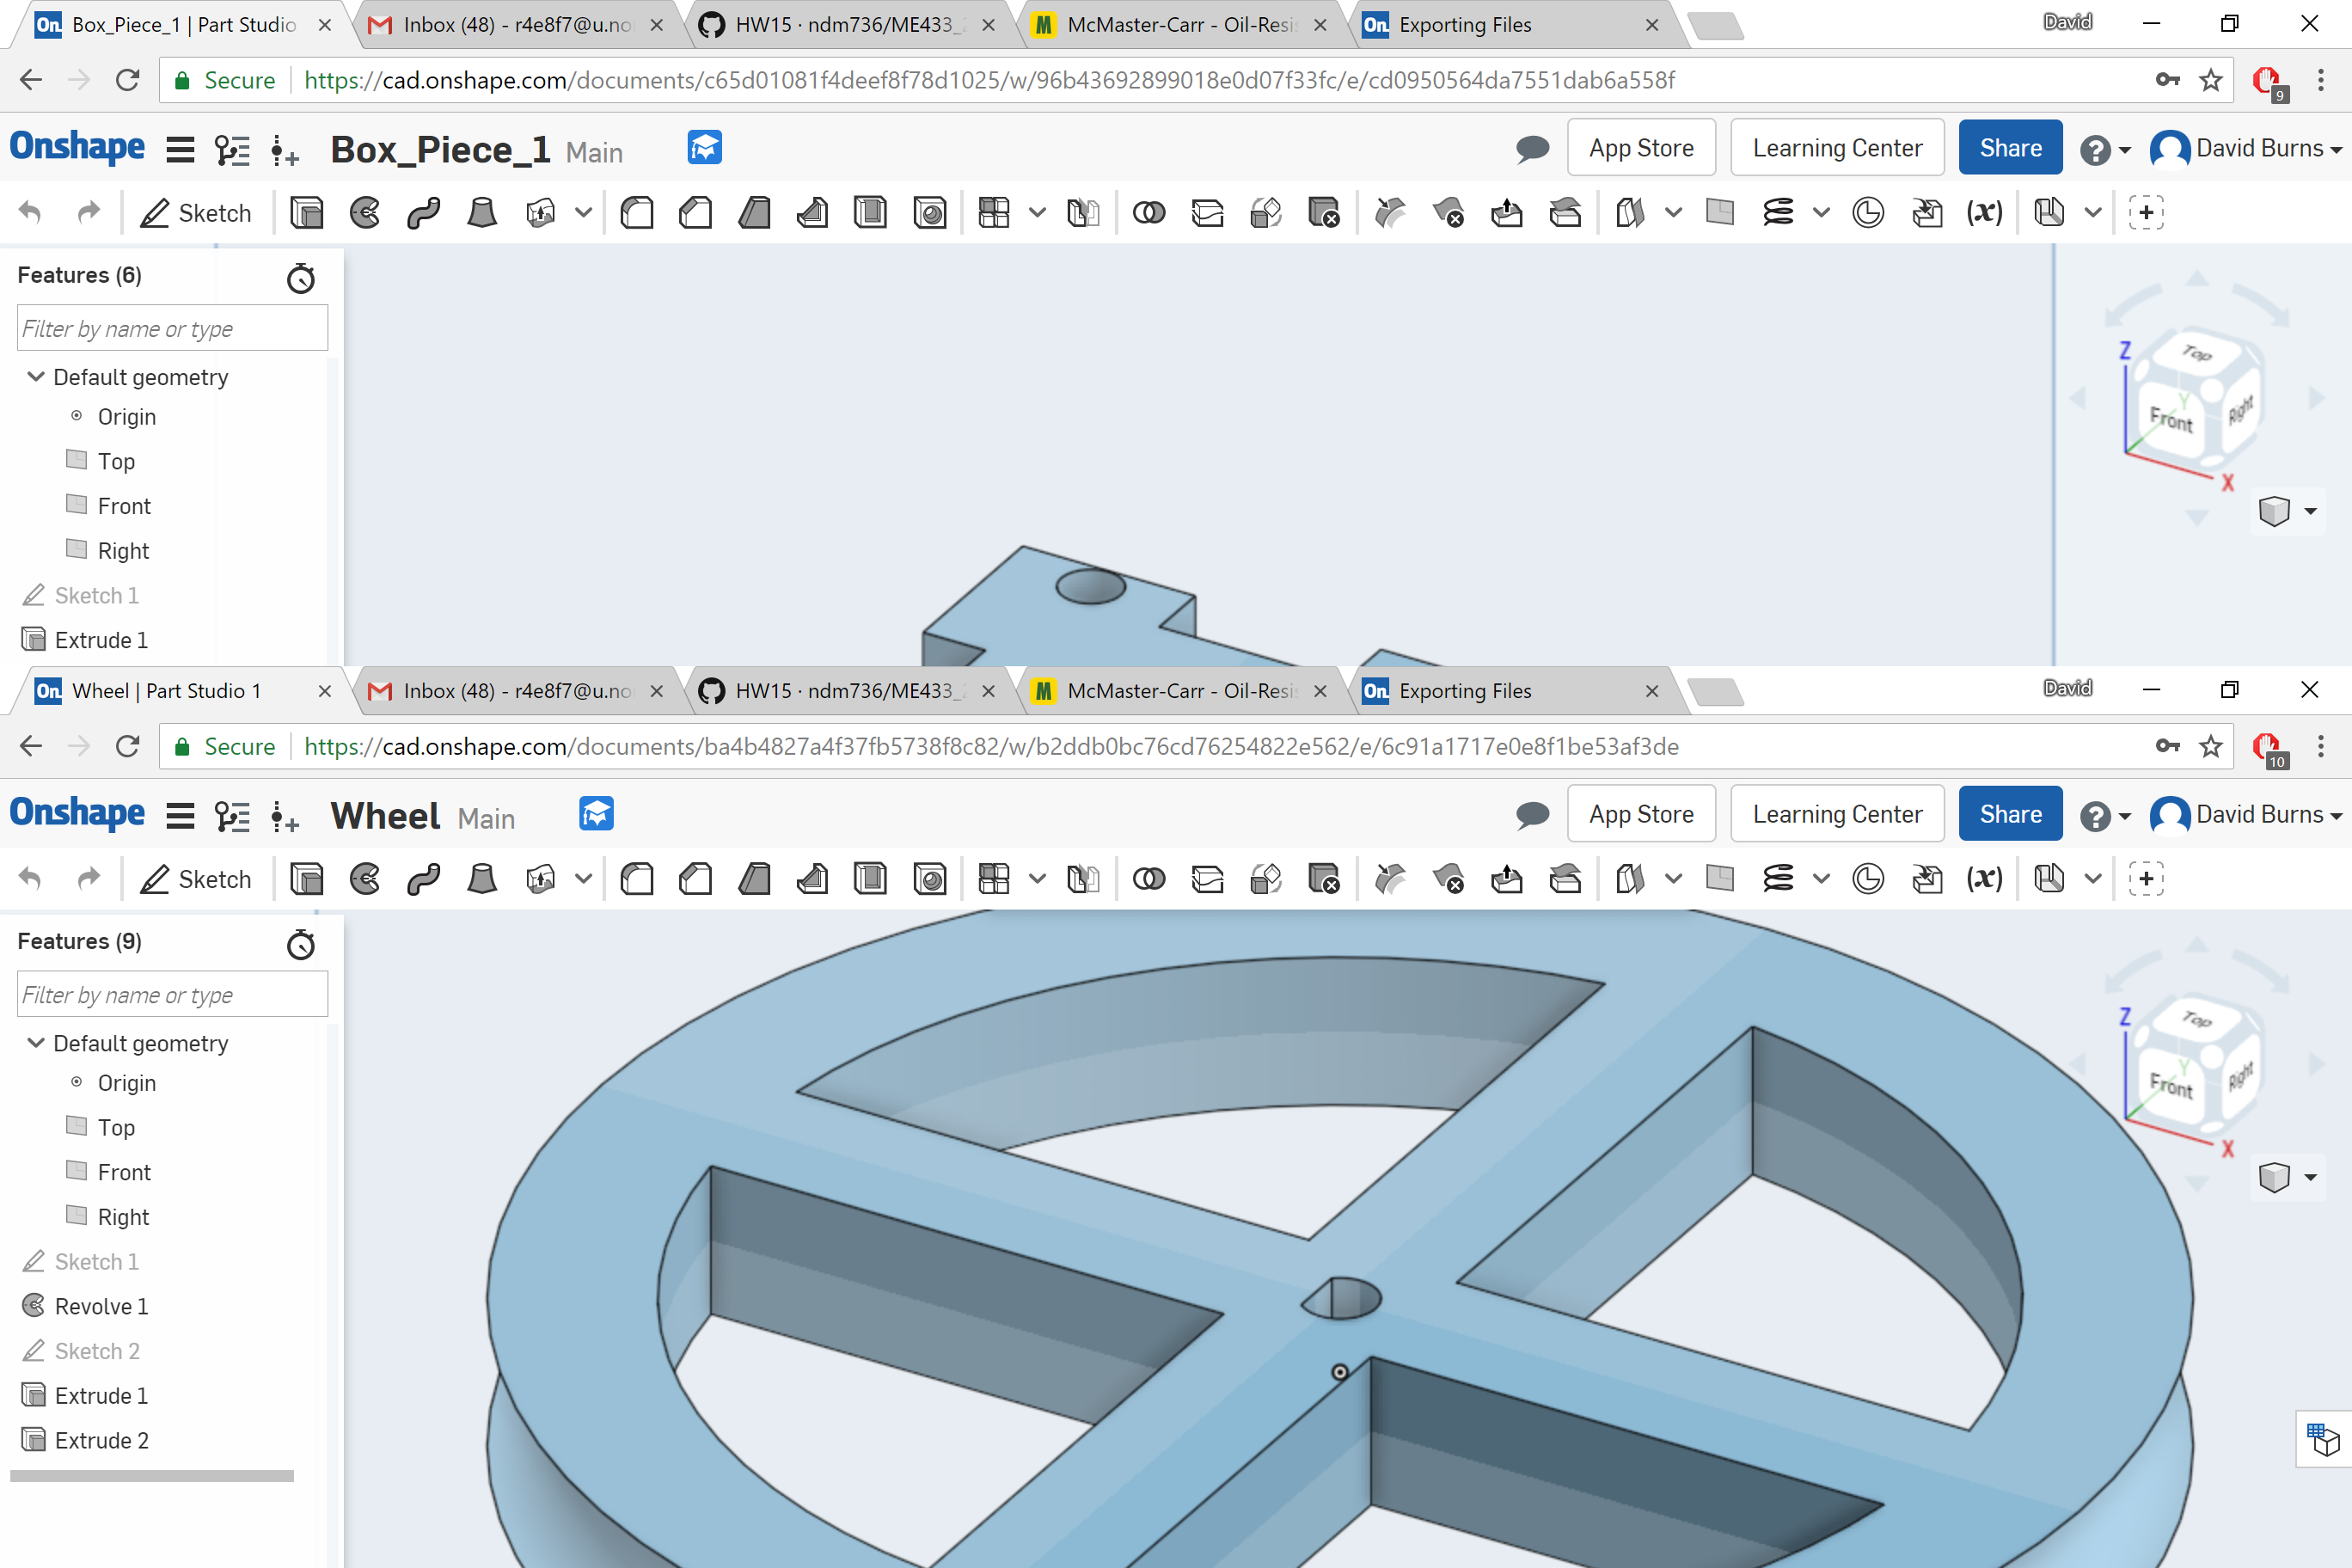 On Box_Piece_1 | Part Studio Inbox (48) - r4e8f7@u.no HW15 · ndm736/ME433_ M McMaster-Carr - Oil-Resi On Exporting Files David
Secure https://cad.onshape.com/documents/c65d01081f4deef8f78d1025/w/96b43692899018e0d07f33fc/e/cd0950564da7551dab6a558f 9
Onshape Box_Piece_1 Main App Store Learning Center Share ? David Burns
Sketch (x)
Features (6)
Filter by name or type
Default geometry
Origin
Top
Front
Right
Sketch 1
Extrude 1
Z Top
Y
Front Right
X
On Wheel | Part Studio 1 Inbox (48) - r4e8f7@u.no HW15 · ndm736/ME433_ M McMaster-Carr - Oil-Resi On Exporting Files David
Secure https://cad.onshape.com/documents/ba4b4827a4f37fb5738f8c82/w/b2ddb0bc76cd76254822e562/e/6c91a1717e0e8f1be53af3de 10
Onshape Wheel Main App Store Learning Center Share ? David Burns
Sketch (x)
Features (9)
Filter by name or type
Default geometry
Origin
Top
Front
Right
Sketch 1
Revolve 1
Sketch 2
Extrude 1
Extrude 2
Z Top
Y
Front Right
X